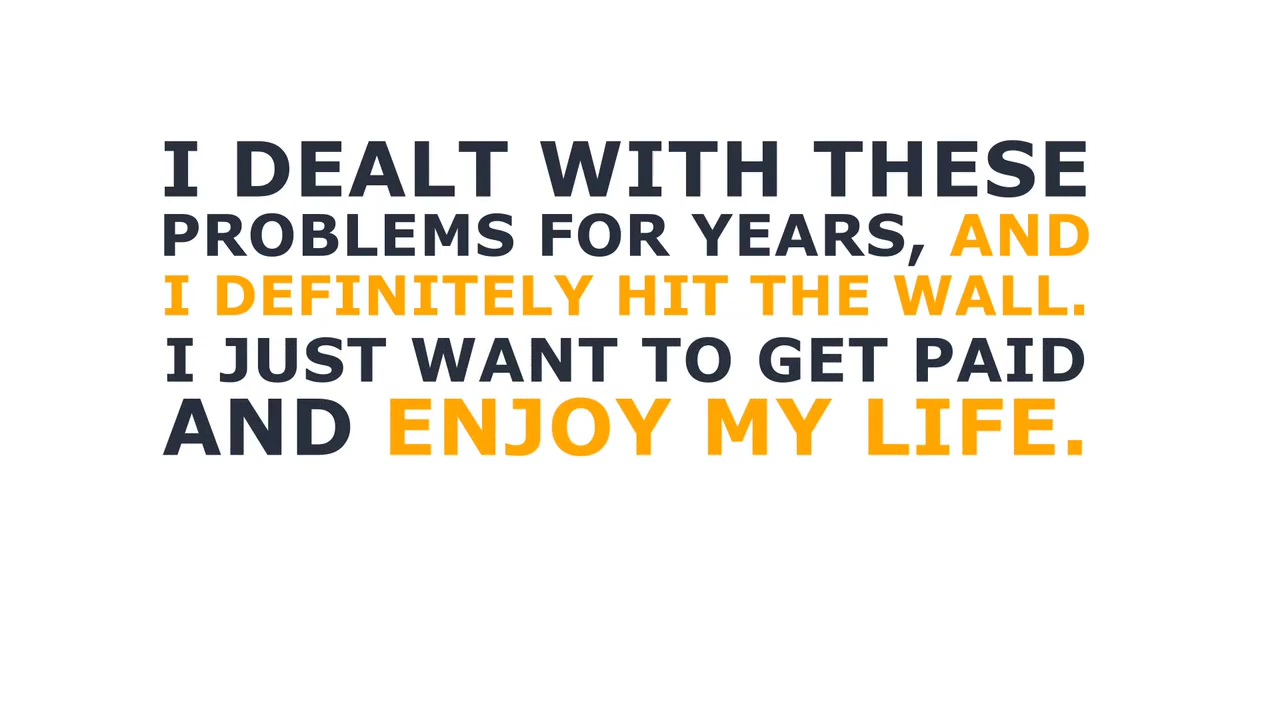 I DEALT WITH THESE
PROBLEMS FOR YEARS, AND
I DEFINITELY HIT THE WALL.
I JUST WANT TO GET PAID
AND ENJOY MY LIFE.